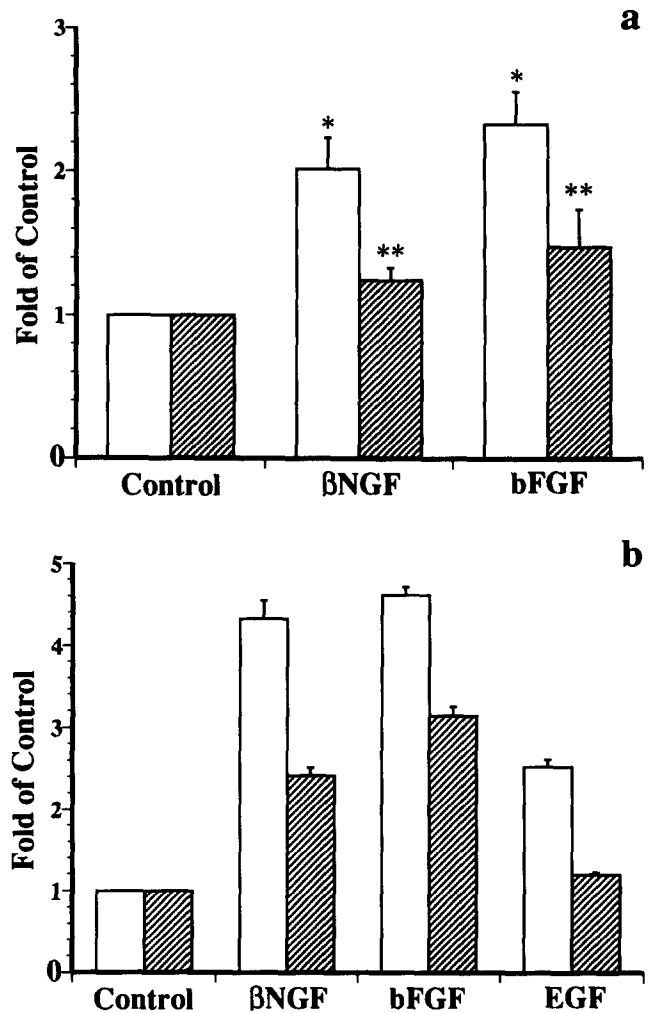 a
3
2
1
0
Fold of Control
*
**
*
**
Control βNGF bFGF
b
5
4
3
2
1
0
Fold of Control
Control βNGF bFGF EGF